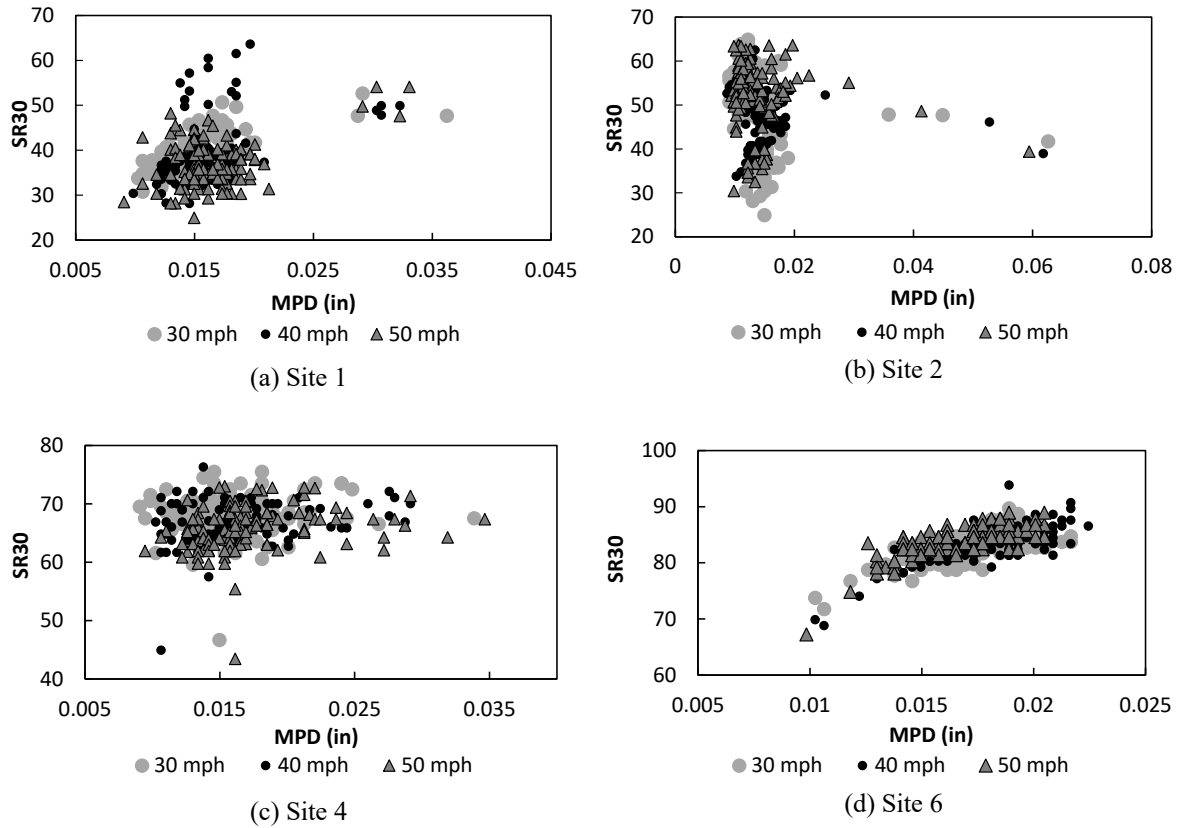 70
60
50
40
30
20
SR30
0.005 0.015 0.025 0.035 0.045
MPD (in)
30 mph 40 mph 50 mph
(a) Site 1
70
60
50
40
30
20
SR30
0 0.02 0.04 0.06 0.08
MPD (in)
30 mph 40 mph 50 mph
(b) Site 2
80
70
60
50
40
SR30
0.005 0.015 0.025 0.035
MPD (in)
30 mph 40 mph 50 mph
(c) Site 4
100
90
80
70
60
SR30
0.005 0.01 0.015 0.02 0.025
MPD (in)
30 mph 40 mph 50 mph
(d) Site 6